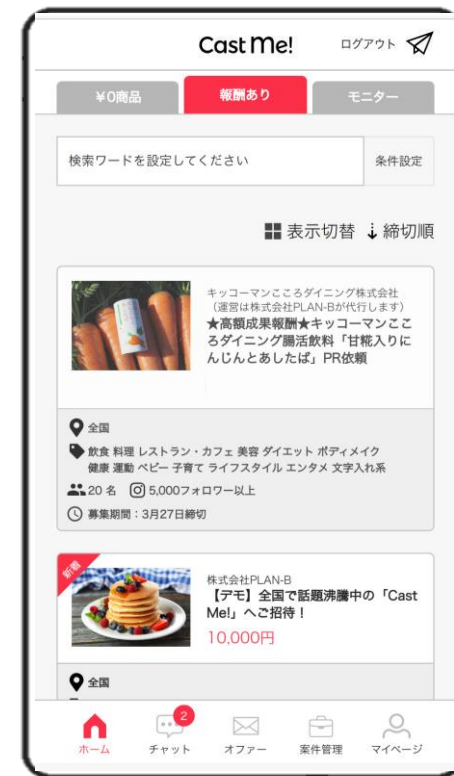 Cast Me!
ログアウト
¥0商品
報酬あり
モニター
検索ワードを設定してください
条件設定
表示切替
締切順
キッコーマンこころダイニング株式会社
（運営は株式会社PLAN-Bが代行します）
★高額成果報酬★キッコーマンここ
ろダイニング腸活飲料「甘糀入りに
んじんとあしたば」PR依頼
全国
飲食 料理 レストラン・カフェ 美容 ダイエット ボディメイク
健康 運動 ベビー 子育て ライフスタイル エンタメ 文字入れ系
20 名
5,000フォロワー以上
募集期間：3月27日締切
新着
株式会社PLAN-B
【デモ】全国で話題沸騰中の「Cast
Me!」へご招待！
10,000円
全国
2
ホーム
チャット
オファー
案件管理
マイページ